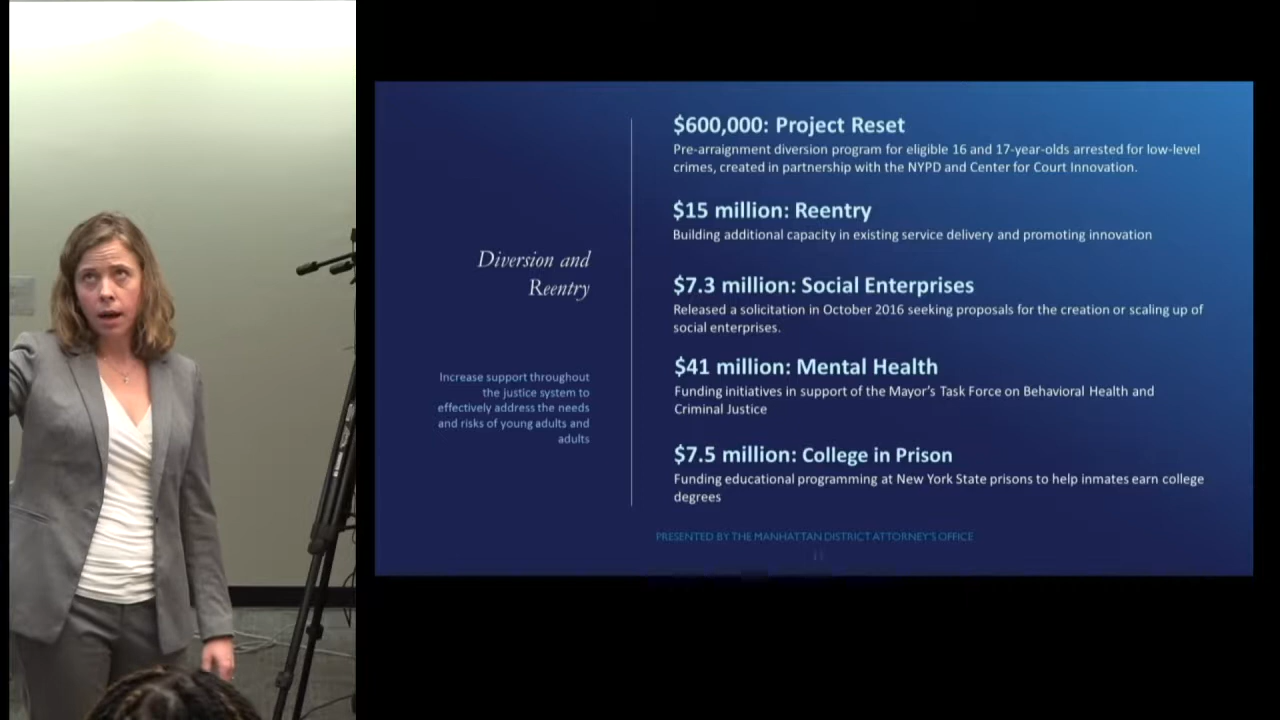 Diversion and
Reentry
Increase support throughout
the justice system to
effectively address the needs
and risks of young adults and
adults
$600,000: Project Reset
Pre-arraignment diversion program for eligible 16 and 17-year-olds arrested for low-level
crimes, created in partnership with the NYPD and Center for Court Innovation.
$15 million: Reentry
Building additional capacity in existing service delivery and promoting innovation
$7.3 million: Social Enterprises
Released a solicitation in October 2016 seeking proposals for the creation or scaling up of
social enterprises.
$41 million: Mental Health
Funding initiatives in support of the Mayor's Task Force on Behavioral Health and
Criminal Justice
$7.5 million: College in Prison
Funding educational programming at New York State prisons to help inmates earn college
degrees
PRESENTED BY THE MANHATTAN DISTRICT ATTORNEY'S OFFICE